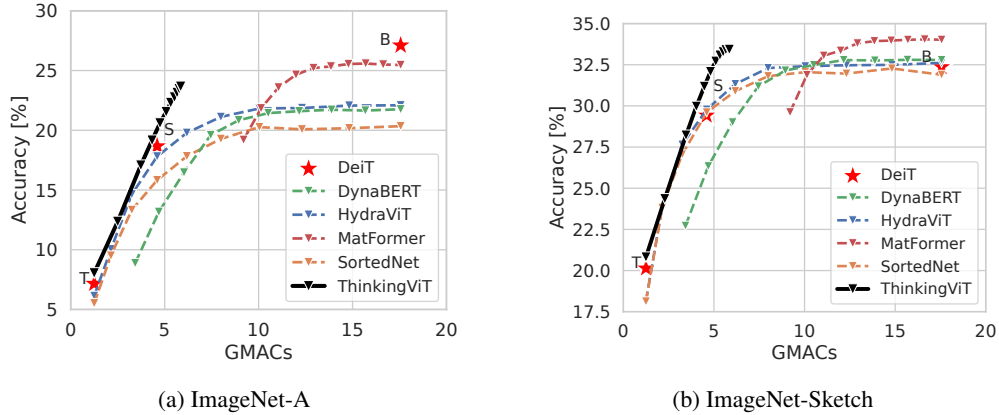 30
25
20
15
10
5
Accuracy [%]
B
S
T
DeiT
DynaBERT
HydraViT
MatFormer
SortedNet
ThinkingViT
0 5 10 15 20
GMACs
(a) ImageNet-A
35.0
32.5
30.0
27.5
25.0
22.5
20.0
17.5
Accuracy [%]
B
S
T
DeiT
DynaBERT
HydraViT
MatFormer
SortedNet
ThinkingViT
0 5 10 15 20
GMACs
(b) ImageNet-Sketch